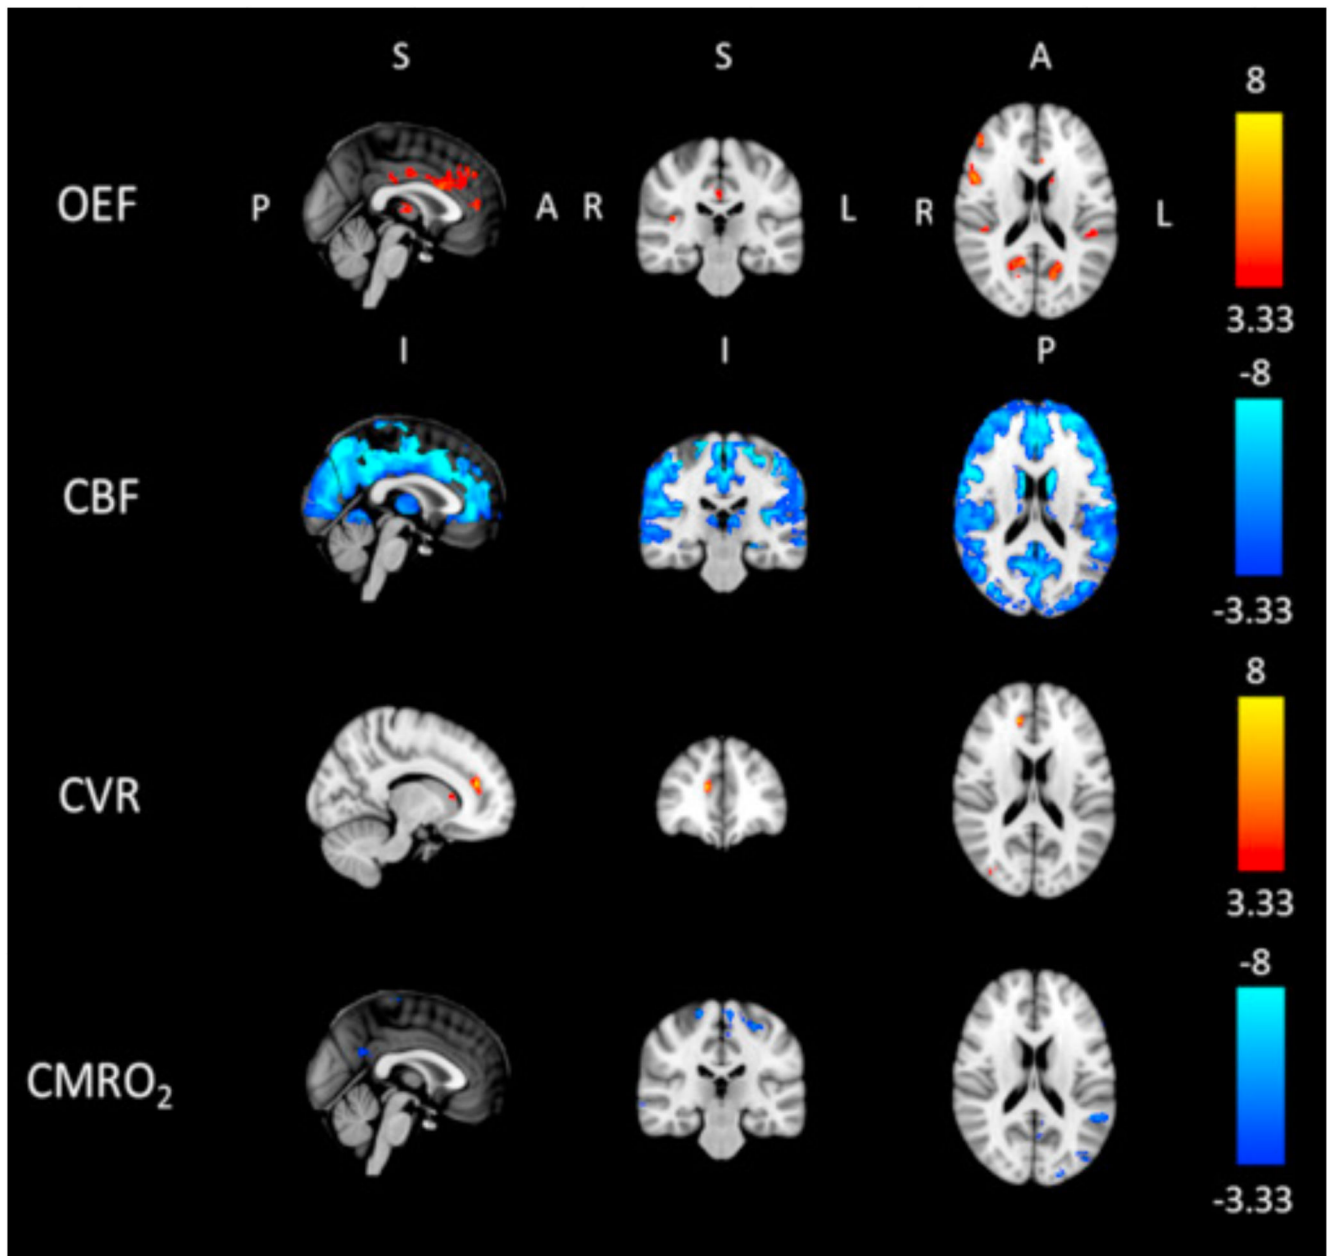 S S A
8
OEF P A R L R L
3.33
I I P
-8
CBF
-3.33
8
CVR
3.33
-8
CMRO₂
-3.33